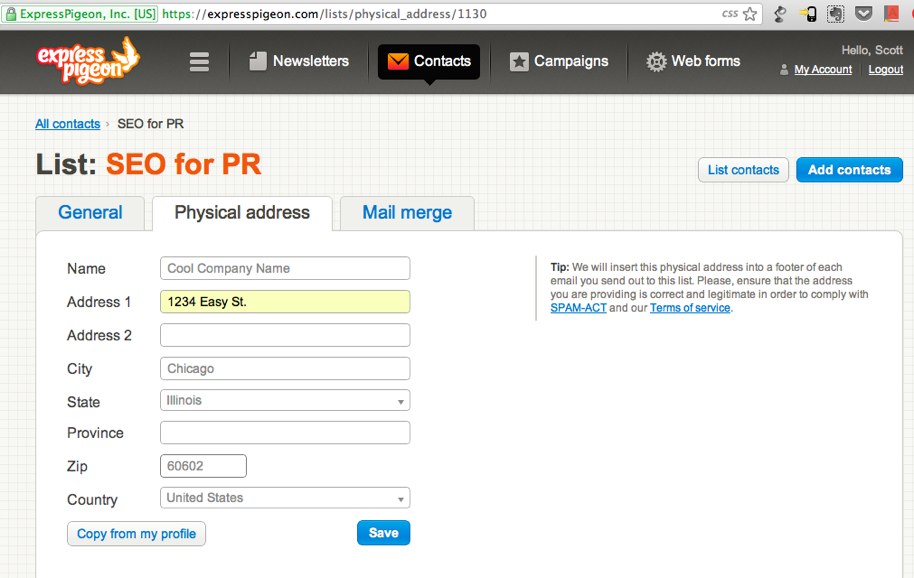 ExpressPigeon, Inc. [US] https://expresspigeon.com/lists/physical_address/1130 css
express pigeon Newsletters Contacts Campaigns Web forms
Hello, Scott
My Account Logout
All contacts › SEO for PR
List: SEO for PR
List contacts Add contacts
General Physical address Mail merge
Name Cool Company Name
Address 1 1234 Easy St.
Address 2
City Chicago
State Illinois
Province
Zip 60602
Country United States
Copy from my profile Save
Tip: We will insert this physical address into a footer of each
email you send out to this list. Please, ensure that the address
you are providing is correct and legitimate in order to comply with
SPAM-ACT and our Terms of service.